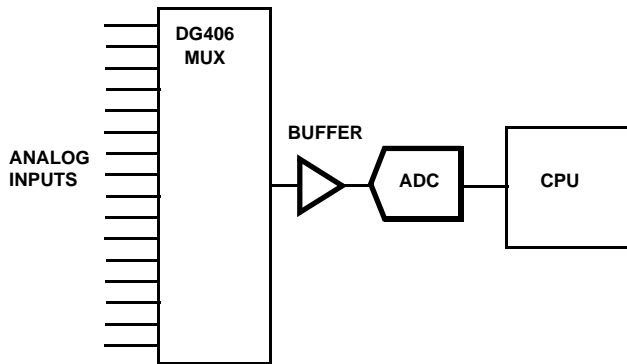 DG406
MUX
BUFFER
ANALOG
INPUTS
ADC
CPU